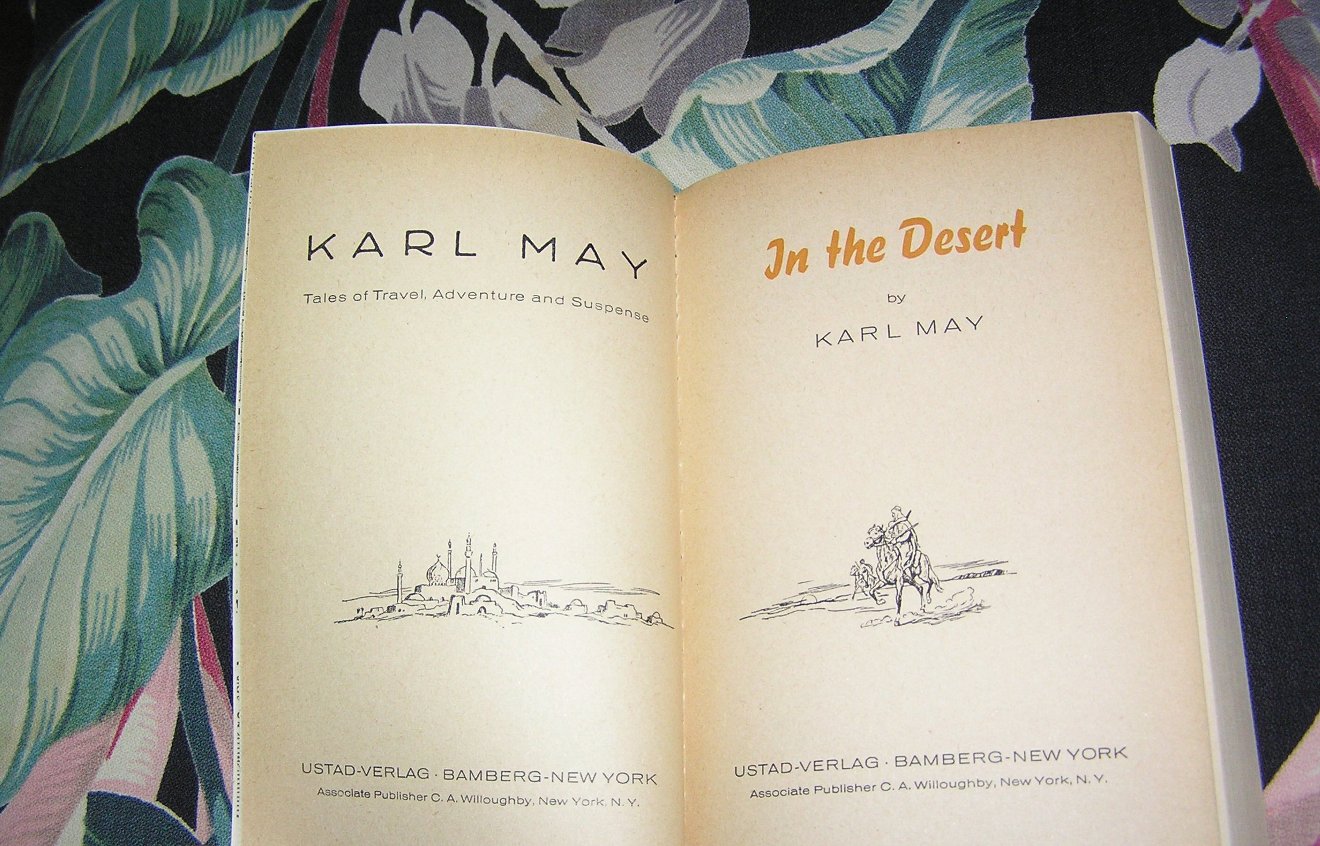 KARL MAY
Tales of Travel, Adventure and Suspense
USTAD-VERLAG · BAMBERG-NEW YORK
Associate Publisher C. A. Willoughby, New York, N. Y.
In the Desert
by
KARL MAY
USTAD-VERLAG · BAMBERG-NEW YORK
Associate Publisher C. A. Willoughby, New York, N. Y.